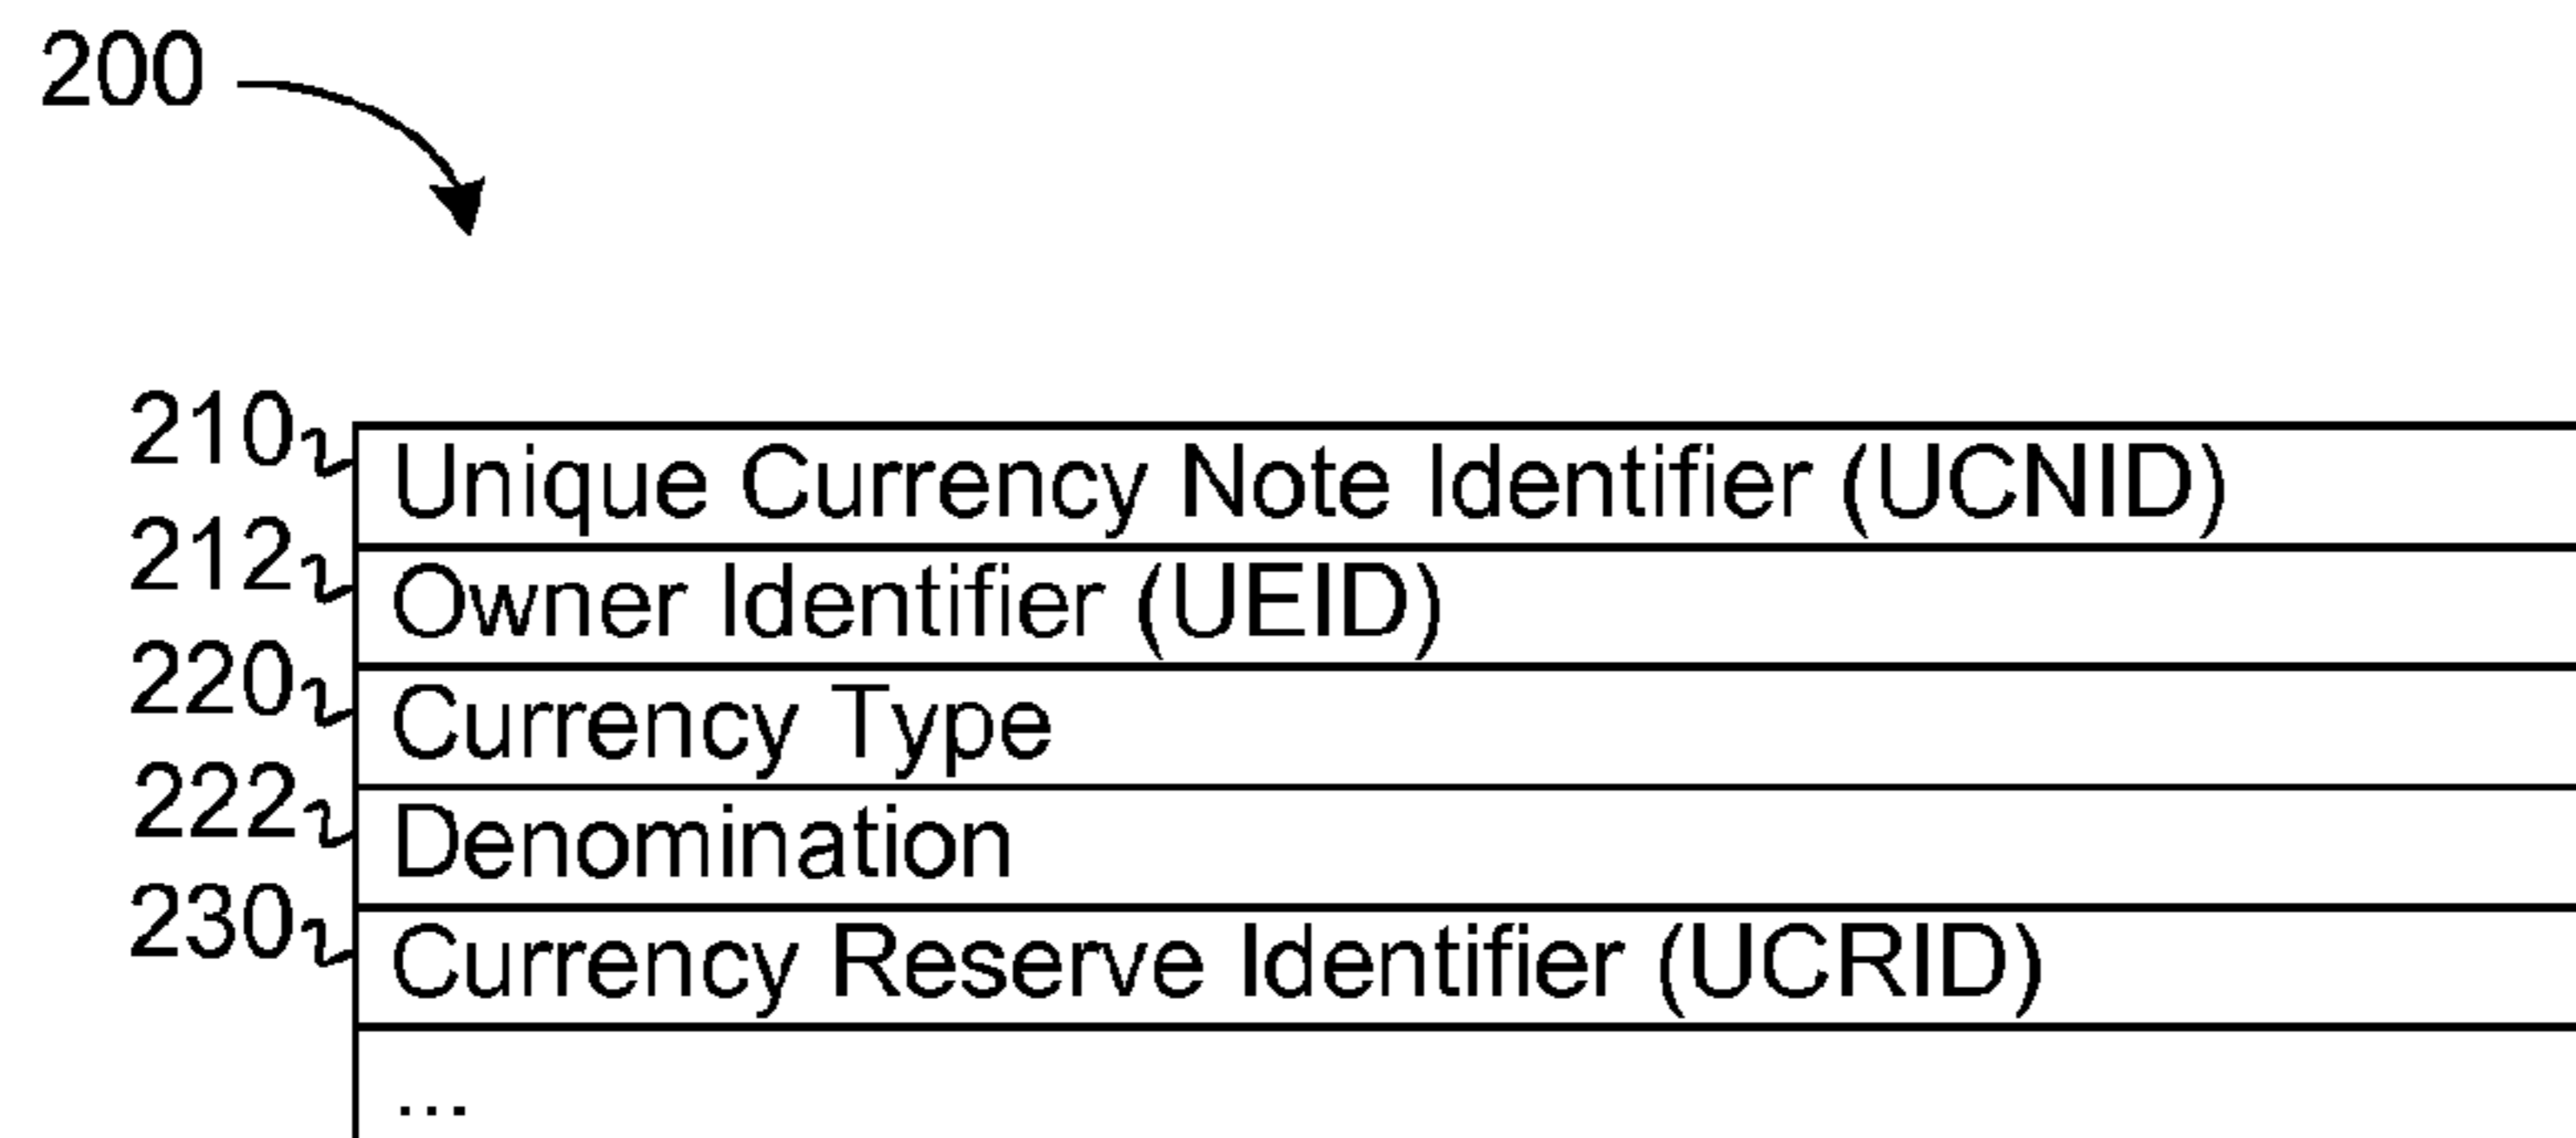 200
210 Unique Currency Note Identifier (UCNID)
212 Owner Identifier (UEID)
220 Currency Type
222 Denomination
230 Currency Reserve Identifier (UCRID)
...